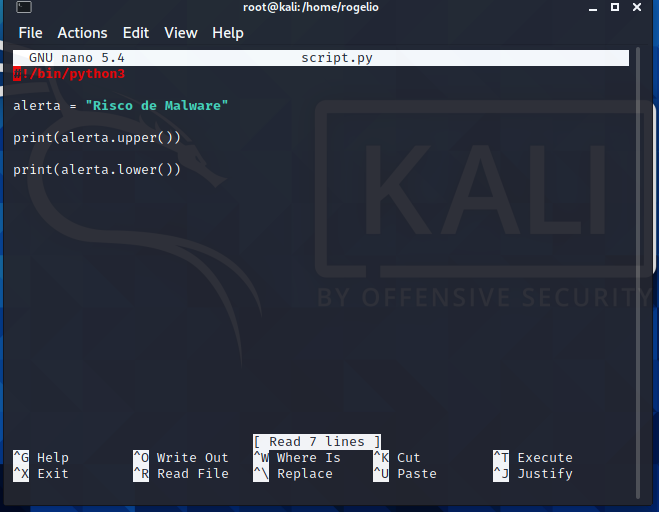 root@kali:/home/rogelio
File Actions Edit View Help
GNU nano 5.4 script.py
#!/bin/python3
alerta = "Risco de Malware"
print(alerta.upper())
print(alerta.lower())
KALI
BY OFFENSIVE SECURITY
[ Read 7 lines ]
^G Help ^O Write Out ^W Where Is ^K Cut ^T Execute
^X Exit ^R Read File ^\ Replace ^U Paste ^J Justify